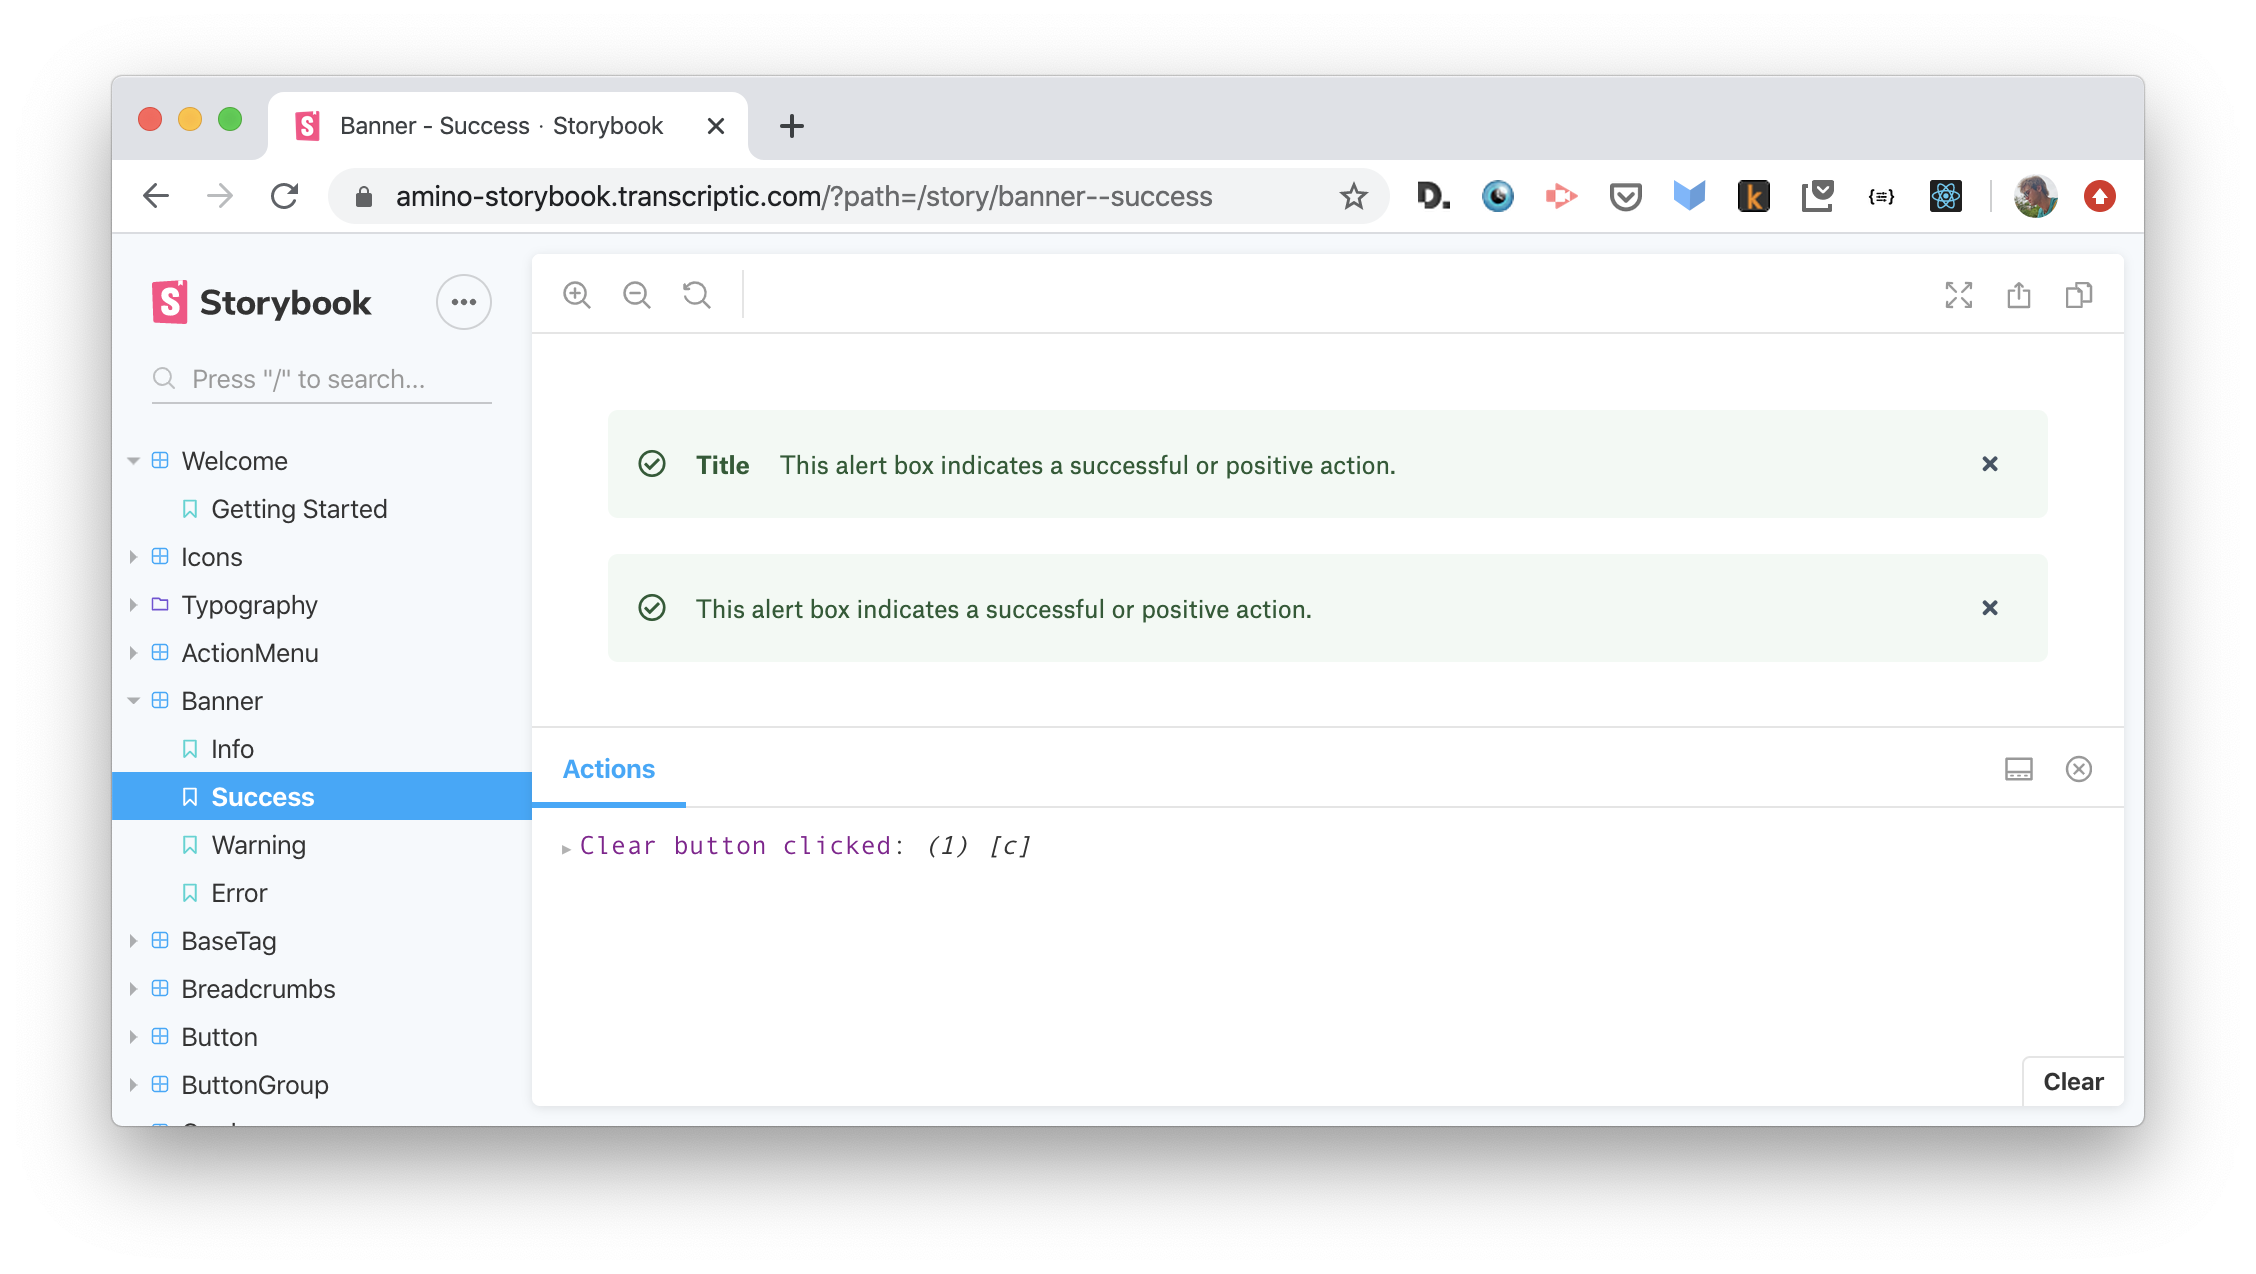 Banner - Success · Storybook
amino-storybook.transcriptic.com/?path=/story/banner--success
D.
k
{≡}
S Storybook
Press "/" to search...
Welcome
Getting Started
Icons
Typography
ActionMenu
Banner
Info
Success
Warning
Error
BaseTag
Breadcrumbs
Button
ButtonGroup
Title This alert box indicates a successful or positive action.
This alert box indicates a successful or positive action.
Actions
Clear button clicked: (1) [c]
Clear